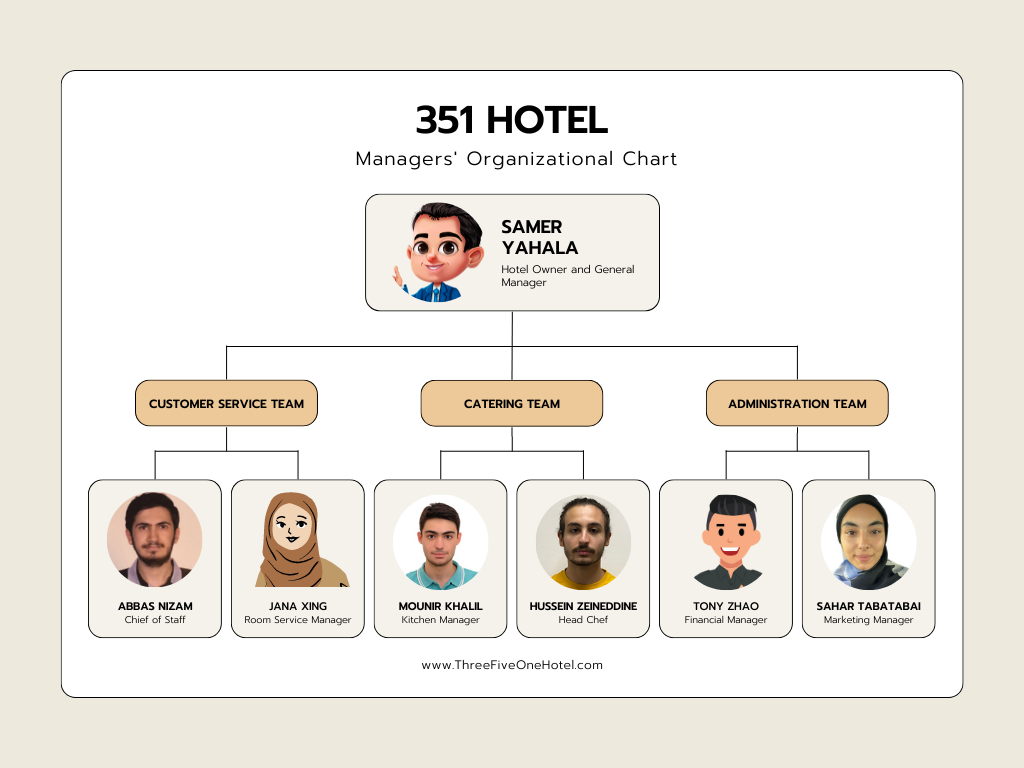 351 HOTEL
Managers' Organizational Chart
SAMER
YAHALA
Hotel Owner and General
Manager
CUSTOMER SERVICE TEAM
CATERING TEAM
ADMINISTRATION TEAM
ABBAS NIZAM
Chief of Staff
JANA XING
Room Service Manager
MOUNIR KHALIL
Kitchen Manager
HUSSEIN ZEINEDDINE
Head Chef
TONY ZHAO
Financial Manager
SAHAR TABATABAI
Marketing Manager
www.ThreeFiveOneHotel.com